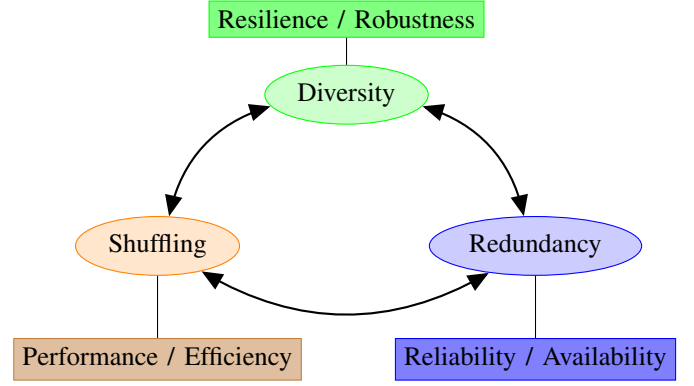 Resilience / Robustness
Diversity
Shuffling
Redundancy
Performance / Efficiency
Reliability / Availability